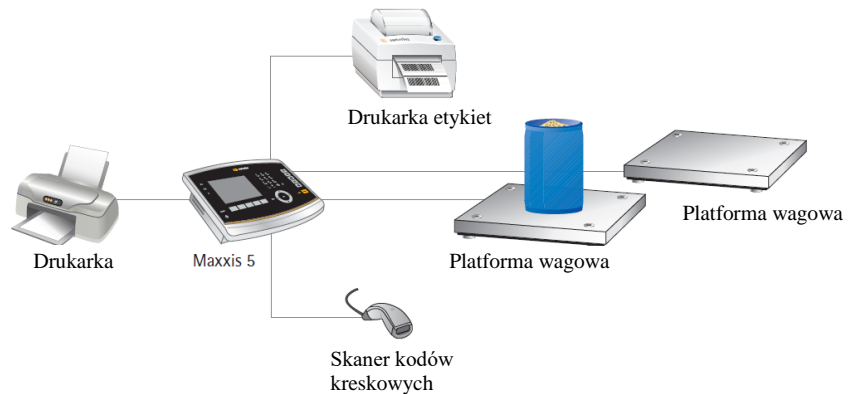 Drukarka etykiet
Platforma wagowa
Drukarka
Maxxis 5
Platforma wagowa
Skaner kodów
kreskowych